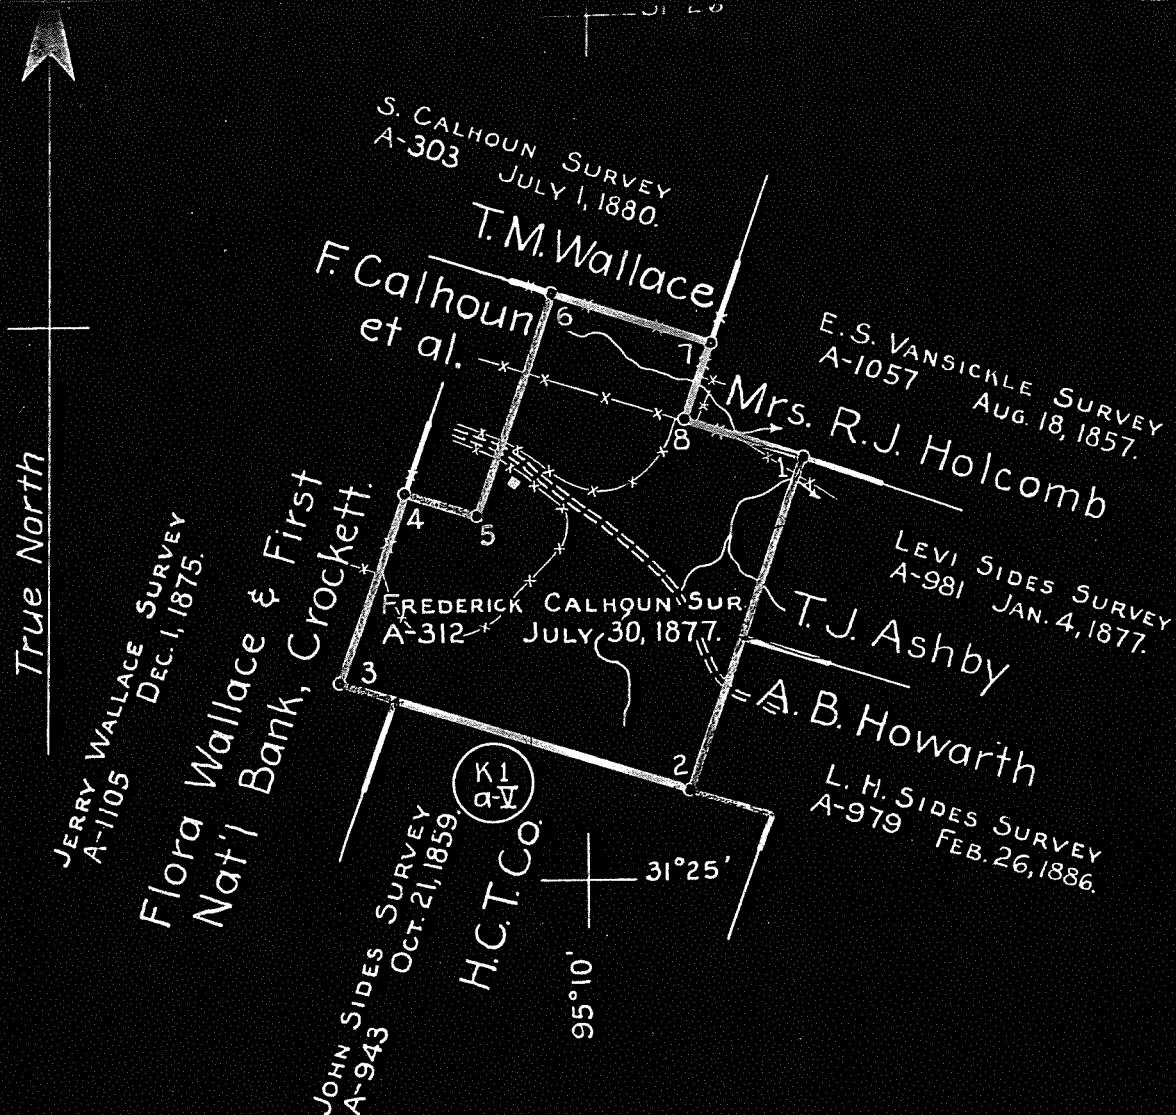 S. CALHOUN SURVEY
A-303 JULY 1, 1880.
T. M. Wallace
F. Calhoun
et al.
6
7
E. S. VANSICKLE SURVEY
A-1057 AUG. 18, 1857.
Mrs. R. J. Holcomb
8
1
True North
4
5
LEVI SIDES SURVEY
A-981 JAN. 4, 1877.
FREDERICK CALHOUN SUR.
A-312 JULY 30, 1877.
T. J. Ashby
3
A. B. Howarth
2
JERRY WALLACE SURVEY
A-1105 DEC. 1, 1875.
Flora Wallace & First
Nat'l Bank, Crockett.
K1
a-V
L. H. SIDES SURVEY
A-979 FEB. 26, 1886.
31°25'
95°10'
JOHN SIDES SURVEY
A-943 OCT. 21, 1859.
H. C. T. Co.